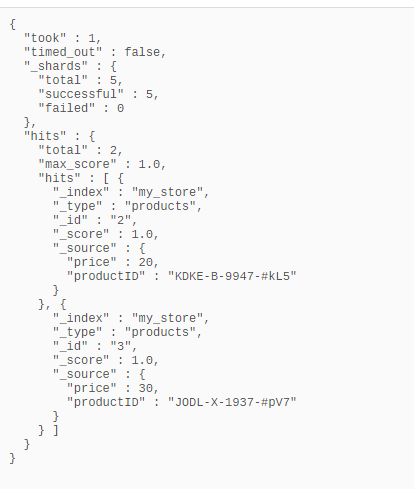 {
  "took" : 1,
  "timed_out" : false,
  "_shards" : {
    "total" : 5,
    "successful" : 5,
    "failed" : 0
  },
  "hits" : {
    "total" : 2,
    "max_score" : 1.0,
    "hits" : [ {
      "_index" : "my_store",
      "_type" : "products",
      "_id" : "2",
      "_score" : 1.0,
      "_source" : {
        "price" : 20,
        "productID" : "KDKE-B-9947-#kL5"
      }
    }, {
      "_index" : "my_store",
      "_type" : "products",
      "_id" : "3",
      "_score" : 1.0,
      "_source" : {
        "price" : 30,
        "productID" : "JODL-X-1937-#pV7"
      }
    } ]
  }
}